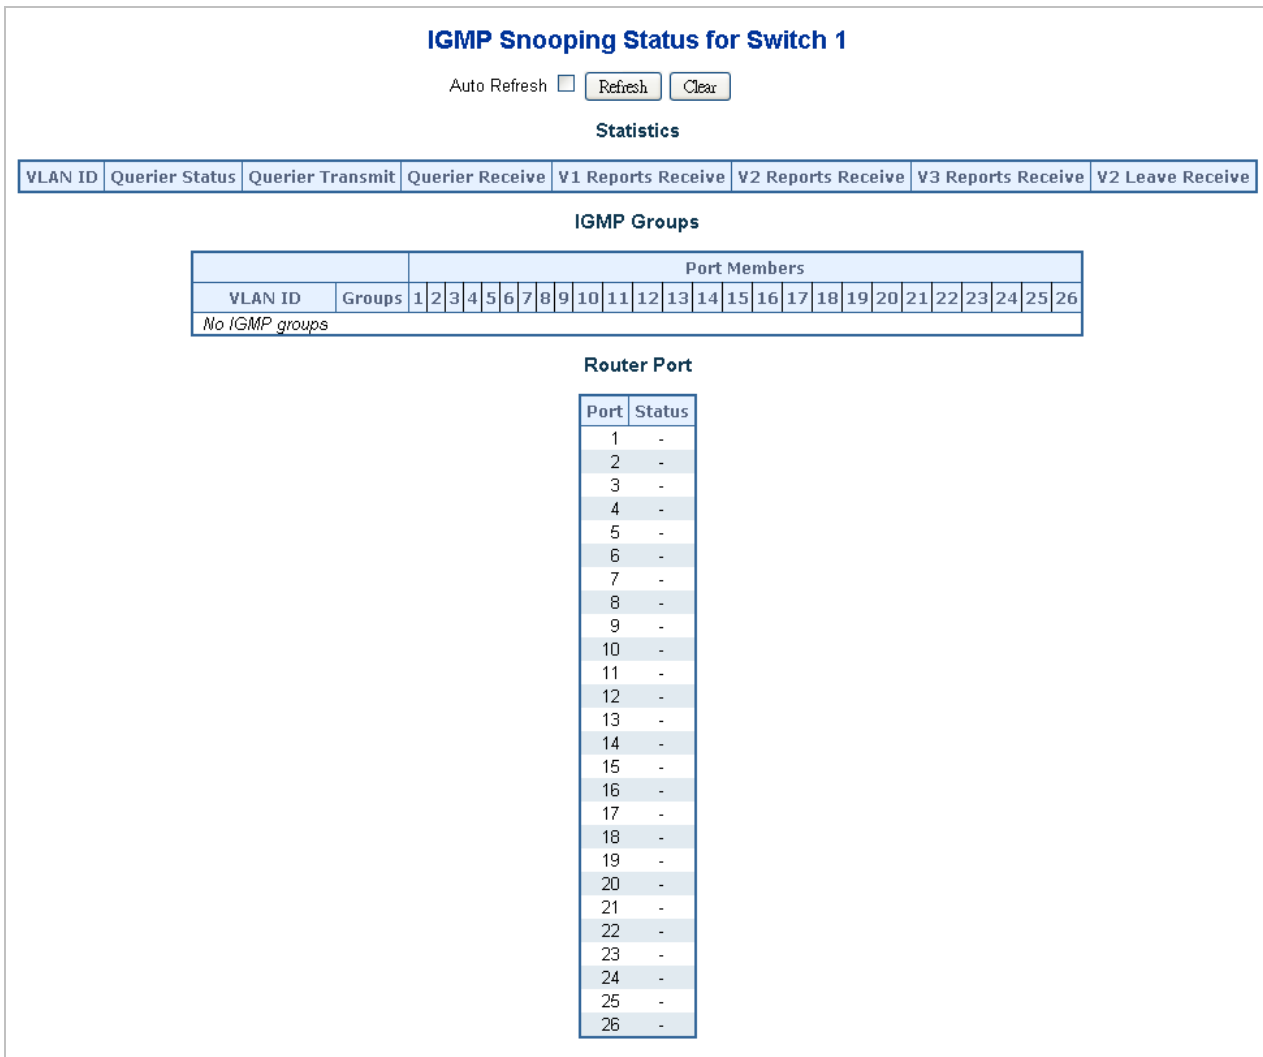 IGMP Snooping Status for Switch 1
Auto Refresh Refresh Clear
Statistics
VLAN ID Querier Status Querier Transmit Querier Receive V1 Reports Receive V2 Reports Receive V3 Reports Receive V2 Leave Receive
IGMP Groups
Port Members
VLAN ID Groups 1 2 3 4 5 6 7 8 9 10 11 12 13 14 15 16 17 18 19 20 21 22 23 24 25 26
No IGMP groups
Router Port
Port Status
1 -
2 -
3 -
4 -
5 -
6 -
7 -
8 -
9 -
10 -
11 -
12 -
13 -
14 -
15 -
16 -
17 -
18 -
19 -
20 -
21 -
22 -
23 -
24 -
25 -
26 -